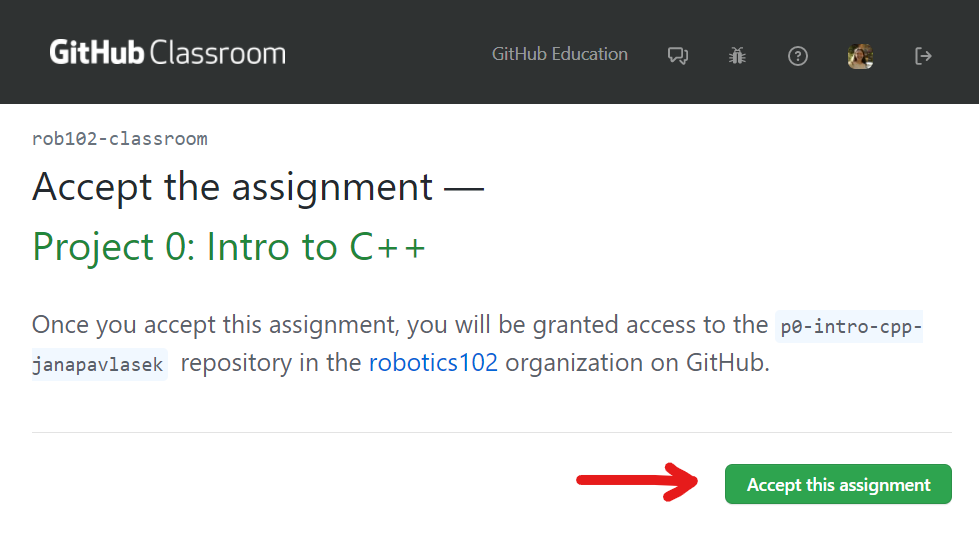 GitHub Classroom
GitHub Education
rob102-classroom
Accept the assignment —
Project 0: Intro to C++
Once you accept this assignment, you will be granted access to the p0-intro-cpp-
janapavlasek repository in the robotics102 organization on GitHub.
Accept this assignment